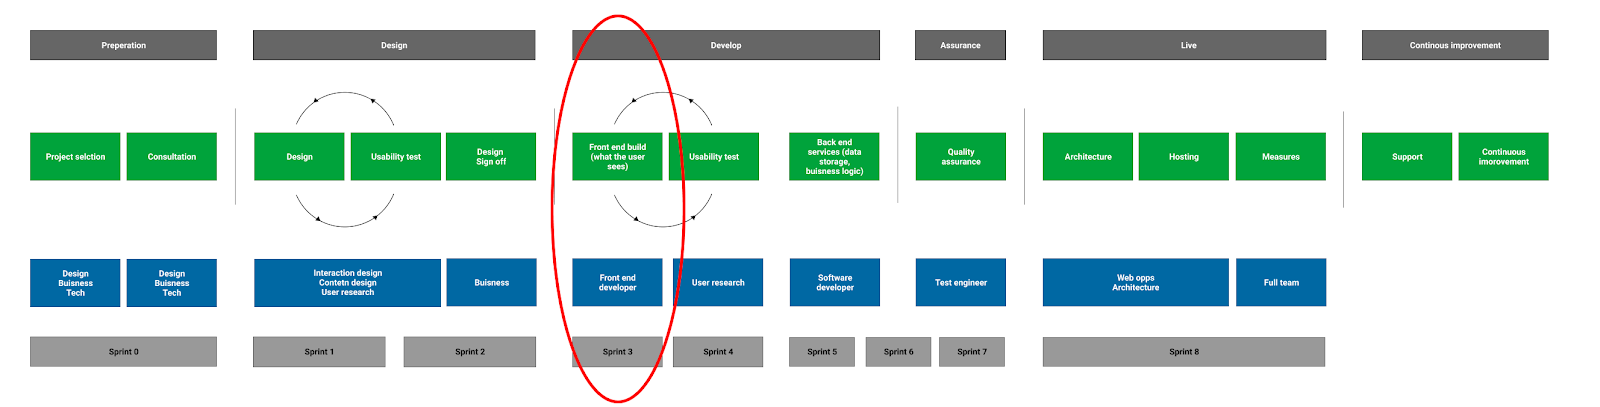 Preperation
Design
Develop
Assurance
Live
Continous improvement
Project selction
Consultation
Design
Usability test
Design
Sign off
Front end build
(what the user
sees)
Usability test
Back end
services (data
storage,
buisness logic)
Quality
assurance
Architecture
Hosting
Measures
Support
Continuous
imorovement
Design
Buisness
Tech
Design
Buisness
Tech
Interaction design
Contetn design
User research
Buisness
Front end
developer
User research
Software
developer
Test engineer
Web opps
Architecture
Full team
Sprint 0
Sprint 1
Sprint 2
Sprint 3
Sprint 4
Sprint 5
Sprint 6
Sprint 7
Sprint 8